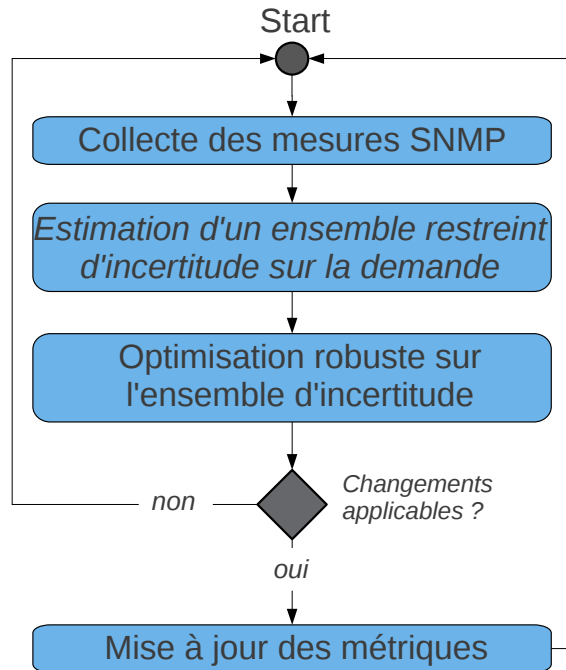 Start
Collecte des mesures SNMP
Estimation d'un ensemble restreint
d'incertitude sur la demande
Optimisation robuste sur
l'ensemble d'incertitude
Changements
applicables ?
non
oui
Mise à jour des métriques